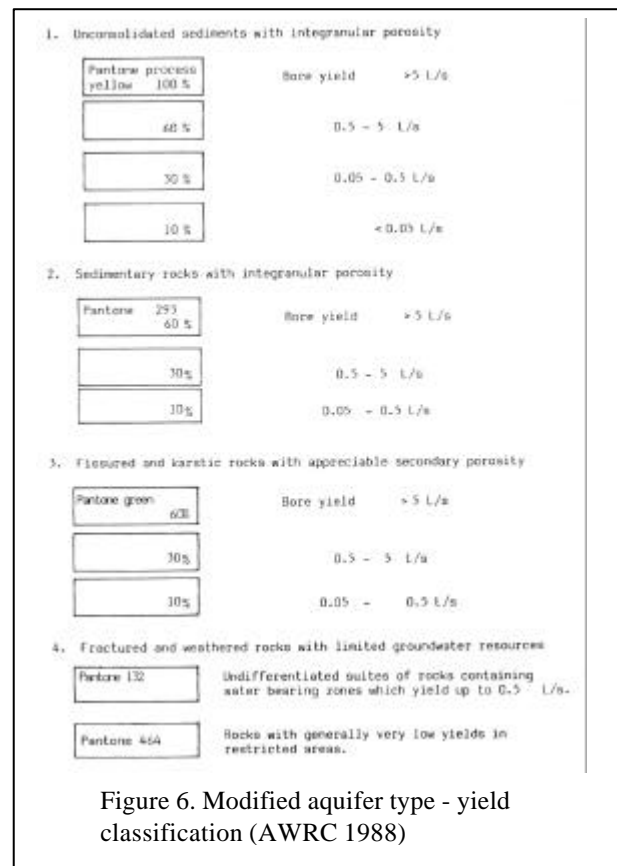 1. Unconsolidated sediments with integranular porosity
Pantone process
yellow 100 %
Bore yield >5 L/s
60 %
0.5 - 5 L/s
30 %
0.05 - 0.5 L/s
10 %
<0.05 L/s
2. Sedimentary rocks with integranular porosity
Pantone 293
60 %
Bore yield >5 L/s
30%
0.5 - 5 L/s
10%
0.05 - 0.5 L/s
3. Fissured and karstic rocks with appreciable secondary porosity
Pantone green
60%
Bore yield >5 L/s
30%
0.5 - 5 L/s
10%
0.05 - 0.5 L/s
4. Fractured and weathered rocks with limited groundwater resources
Pantone 132
Undifferentiated suites of rocks containing
water bearing zones which yield up to 0.5 L/s.
Pantone 464
Rocks with generally very low yields in
restricted areas.
Figure 6. Modified aquifer type - yield
classification (AWRC 1988)